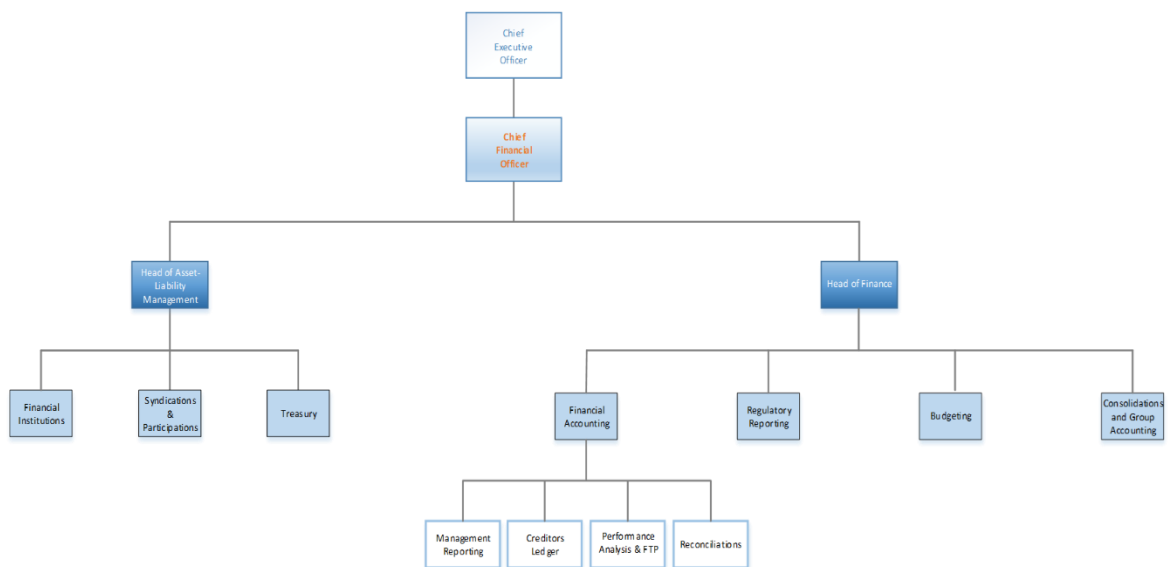 Chief
Executive
Officer
Chief
Financial
Officer
Head of Asset-
Liability
Management
Head of Finance
Financial
Institutions
Syndications
&
Participations
Treasury
Financial
Accounting
Regulatory
Reporting
Budgeting
Consolidations
and Group
Accounting
Management
Reporting
Creditors
Ledger
Performance
Analysis & FTP
Reconciliations